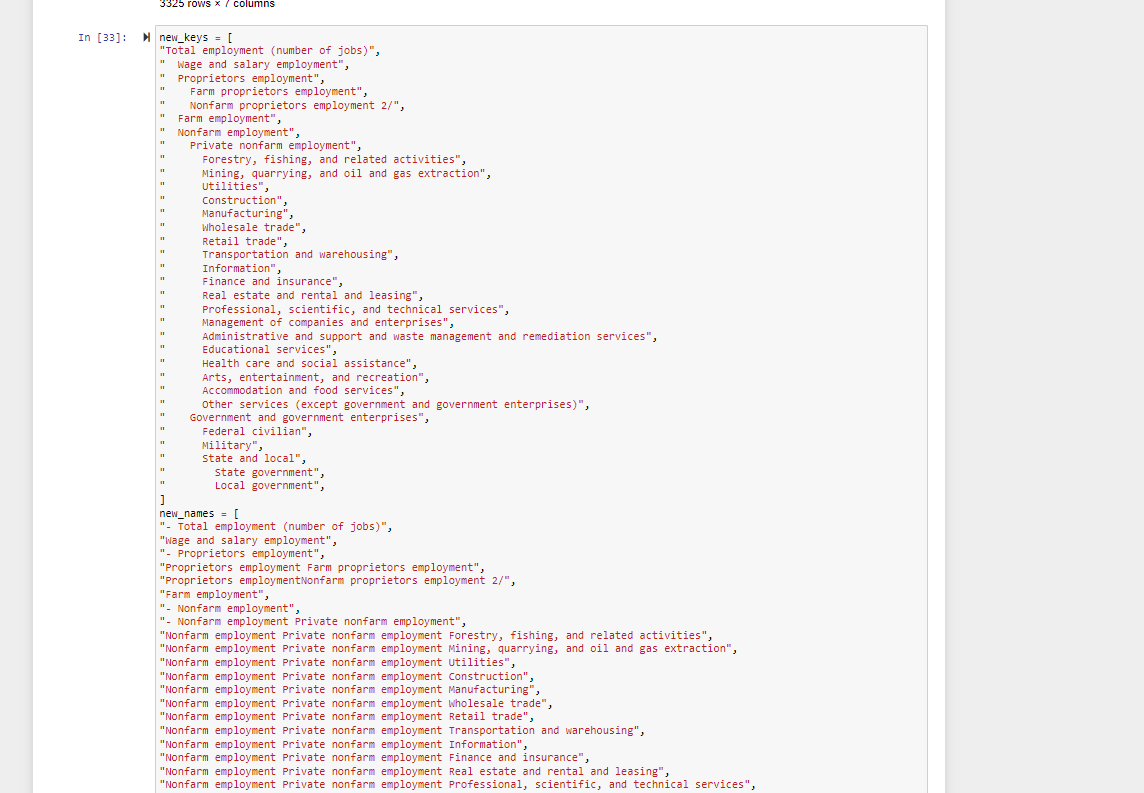 3325 rows × 7 columns
In [33]: new_keys = [
"Total employment (number of jobs)",
"  Wage and salary employment",
"  Proprietors employment",
"    Farm proprietors employment",
"    Nonfarm proprietors employment 2/",
"  Farm employment",
"  Nonfarm employment",
"    Private nonfarm employment",
"      Forestry, fishing, and related activities",
"      Mining, quarrying, and oil and gas extraction",
"      Utilities",
"      Construction",
"      Manufacturing",
"      Wholesale trade",
"      Retail trade",
"      Transportation and warehousing",
"      Information",
"      Finance and insurance",
"      Real estate and rental and leasing",
"      Professional, scientific, and technical services",
"      Management of companies and enterprises",
"      Administrative and support and waste management and remediation services",
"      Educational services",
"      Health care and social assistance",
"      Arts, entertainment, and recreation",
"      Accommodation and food services",
"      Other services (except government and government enterprises)",
"    Government and government enterprises",
"      Federal civilian",
"      Military",
"      State and local",
"        State government",
"        Local government",
]
new_names = [
"- Total employment (number of jobs)",
"Wage and salary employment",
"- Proprietors employment",
"Proprietors employment Farm proprietors employment",
"Proprietors employmentNonfarm proprietors employment 2/",
"Farm employment",
"- Nonfarm employment",
"- Nonfarm employment Private nonfarm employment",
"Nonfarm employment Private nonfarm employment Forestry, fishing, and related activities",
"Nonfarm employment Private nonfarm employment Mining, quarrying, and oil and gas extraction",
"Nonfarm employment Private nonfarm employment Utilities",
"Nonfarm employment Private nonfarm employment Construction",
"Nonfarm employment Private nonfarm employment Manufacturing",
"Nonfarm employment Private nonfarm employment Wholesale trade",
"Nonfarm employment Private nonfarm employment Retail trade",
"Nonfarm employment Private nonfarm employment Transportation and warehousing",
"Nonfarm employment Private nonfarm employment Information",
"Nonfarm employment Private nonfarm employment Finance and insurance",
"Nonfarm employment Private nonfarm employment Real estate and rental and leasing",
"Nonfarm employment Private nonfarm employment Professional, scientific, and technical services",